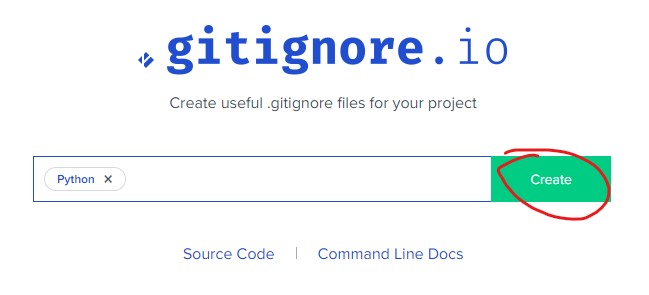 .gitignore.io
Create useful .gitignore files for your project
Python ×
Create
Source Code | Command Line Docs